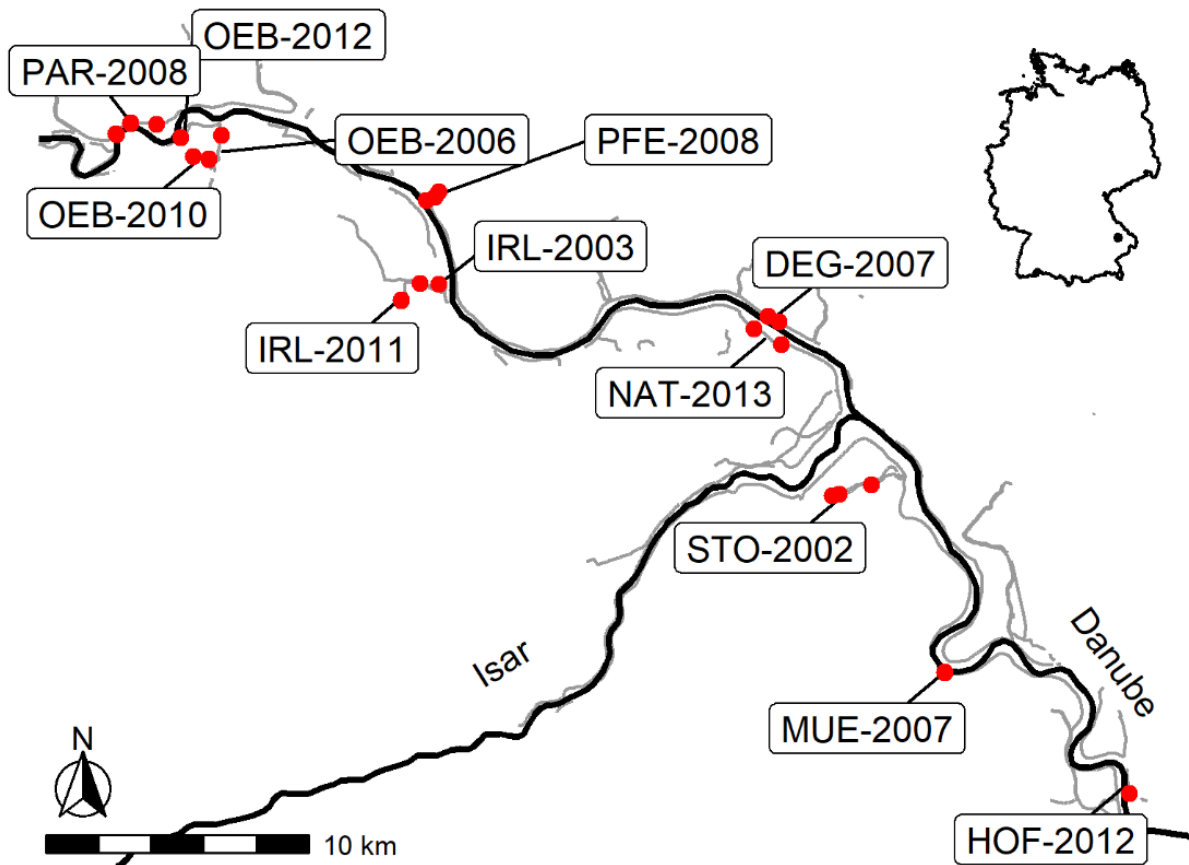 OEB-2012
PAR-2008
OEB-2006
PFE-2008
OEB-2010
IRL-2003
DEG-2007
IRL-2011
NAT-2013
STO-2002
Isar
Danube
MUE-2007
N
10 km
HOF-2012